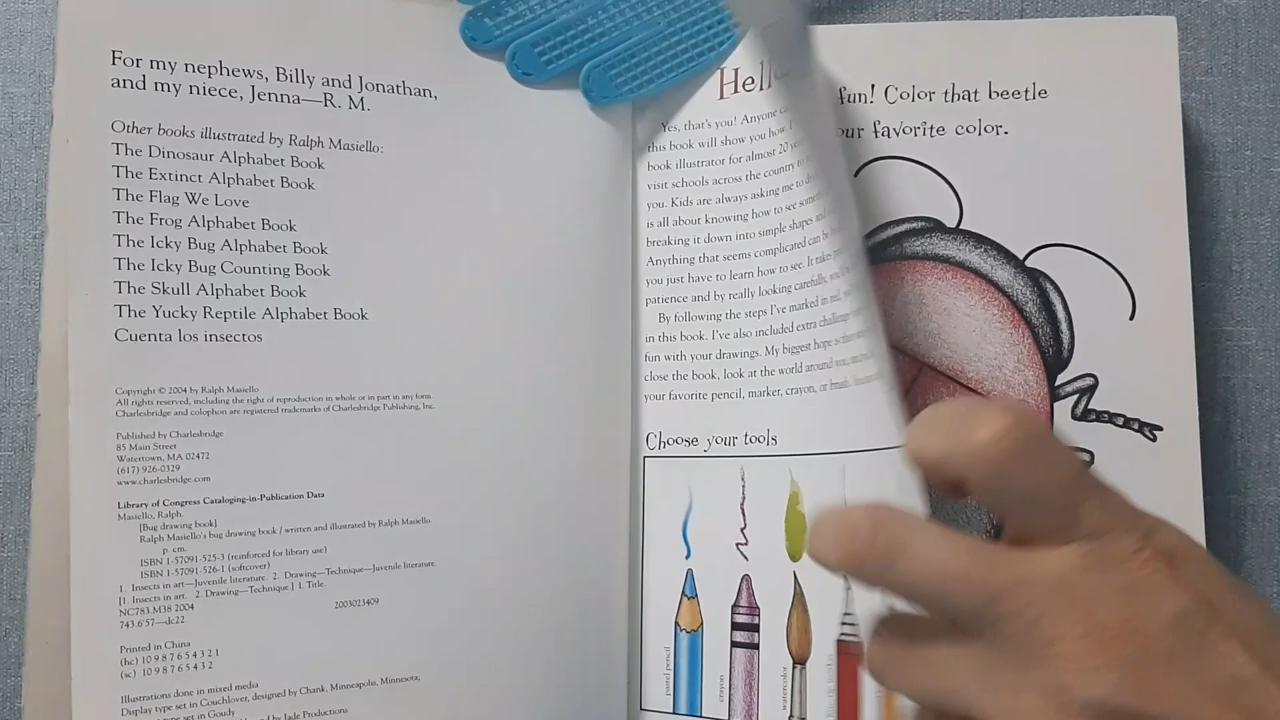 For my nephews, Billy and Jonathan,
and my niece, Jenna—R. M.
Other books illustrated by Ralph Masiello:
The Dinosaur Alphabet Book
The Extinct Alphabet Book
The Flag We Love
The Frog Alphabet Book
The Icky Bug Alphabet Book
The Icky Bug Counting Book
The Skull Alphabet Book
The Yucky Reptile Alphabet Book
Cuenta los insectos
Copyright © 2004 by Ralph Masiello
All rights reserved, including the right of reproduction in whole or in part in any form.
Charlesbridge and colophon are registered trademarks of Charlesbridge Publishing, Inc.
Published by Charlesbridge
85 Main Street
Watertown, MA 02472
(617) 926-0329
www.charlesbridge.com
Library of Congress Cataloging-in-Publication Data
Masiello, Ralph.
[Bug drawing book]
Ralph Masiello's bug drawing book / written and illustrated by Ralph Masiello.
p. cm.
ISBN 1-57091-525-3 (reinforced for library use)
ISBN 1-57091-526-1 (softcover)
1. Insects in art—Juvenile literature. 2. Drawing—Technique—Juvenile literature.
[1. Insects in art. 2. Drawing—Technique.] I. Title.
NC783.M38 2004
743.6'57—dc22 2003023409
Printed in China
(hc) 10 9 8 7 6 5 4 3 2 1
(sc) 10 9 8 7 6 5 4 3 2
Illustrations done in mixed media
Display type set in Couchlover, designed by Chank, Minneapolis, Minnesota,
type set in Goudy
by Jade Productions
Yes, that's you! Anyone
this book will show you how. I
book illustrator for almost 20
visit schools across the country
you. Kids are always asking me to
is all about knowing how to see
breaking it down into simple shapes and
Anything that seems complicated can be
you just have to learn how to see. It takes
patience and by really looking carefully,
By following the steps I've marked in red,
in this book. I've also included extra
fun with your drawings. My biggest hope
close the book, look at the world around you,
your favorite pencil, marker, crayon, or brush,
Choose your tools
pastel pencil
crayon
watercolor
fun! Color that beetle
favorite color.